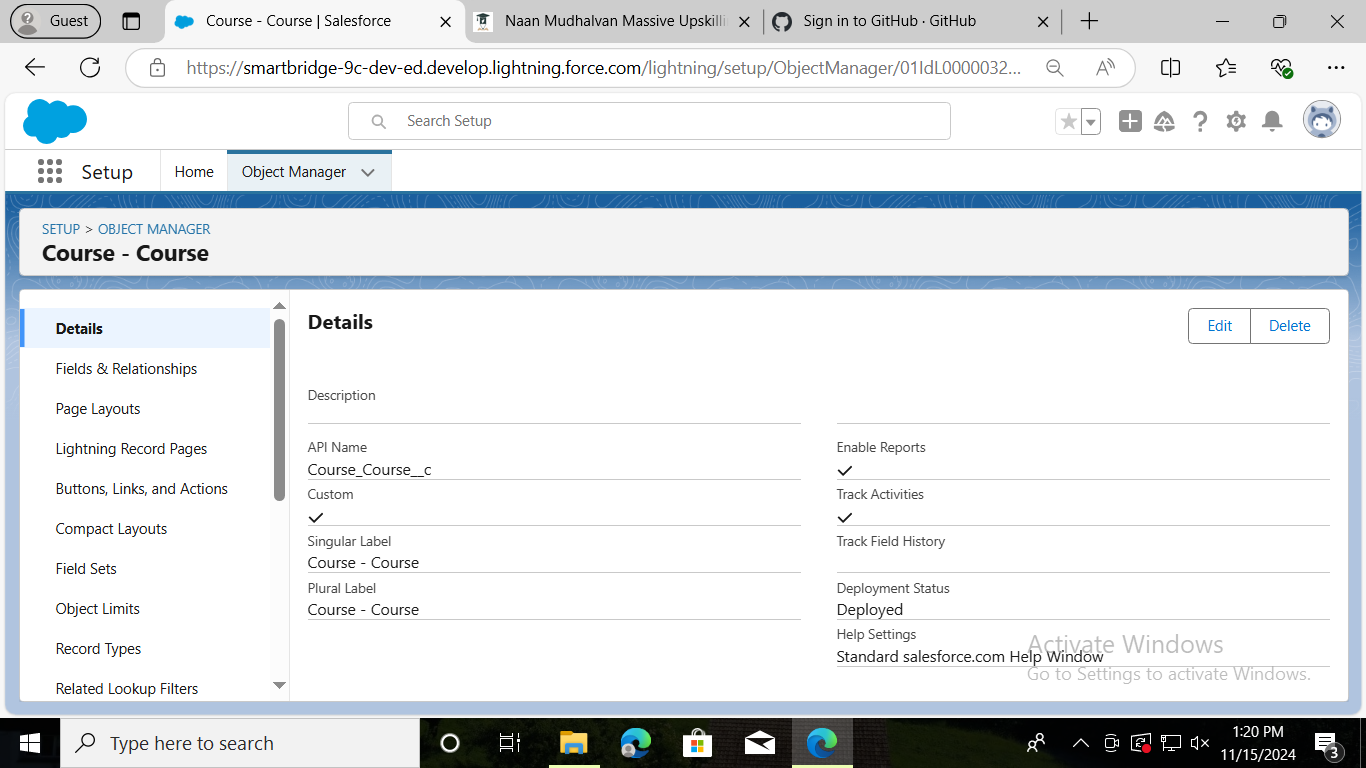 Guest
Course - Course | Salesforce
Naan Mudhalvan Massive Upskilli
Sign in to GitHub · GitHub
https://smartbridge-9c-dev-ed.develop.lightning.force.com/lightning/setup/ObjectManager/01IdL0000032...
Search Setup
Setup
Home
Object Manager
SETUP > OBJECT MANAGER
Course - Course
Details
Fields & Relationships
Page Layouts
Lightning Record Pages
Buttons, Links, and Actions
Compact Layouts
Field Sets
Object Limits
Record Types
Related Lookup Filters
Details
Edit
Delete
Description
API Name
Course_Course__c
Custom
Singular Label
Course - Course
Plural Label
Course - Course
Enable Reports
Track Activities
Track Field History
Deployment Status
Deployed
Help Settings
Standard salesforce.com Help Window
Activate Windows
Go to Settings to activate Windows.
Type here to search
1:20 PM
11/15/2024
3